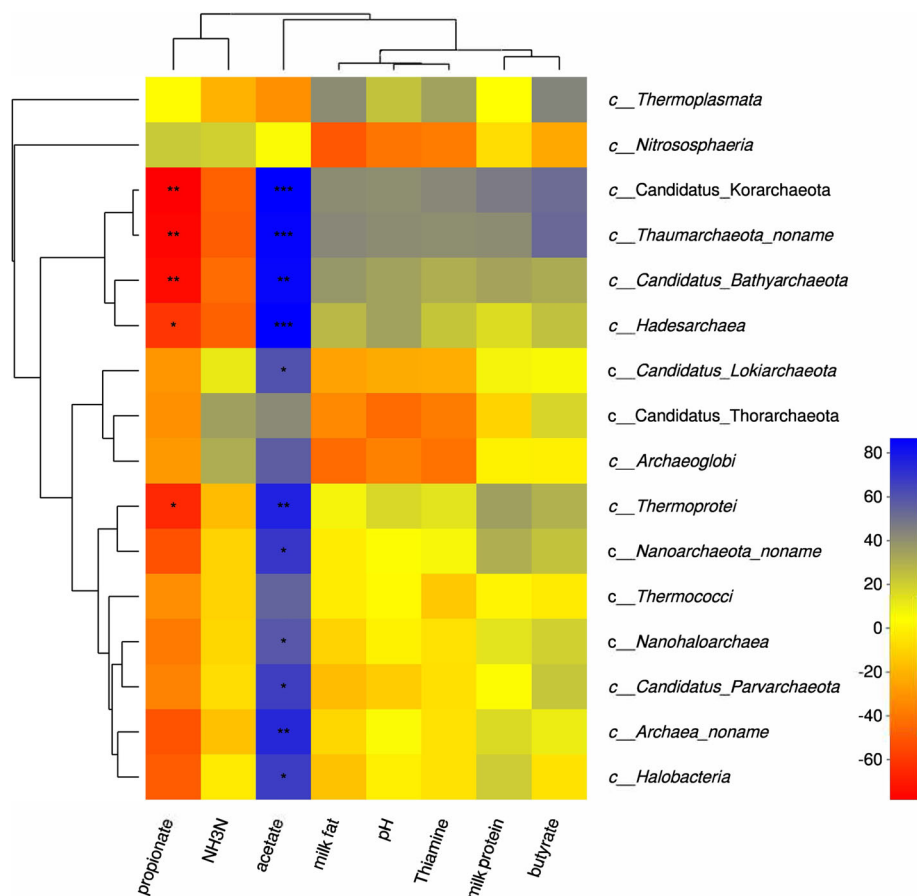 c__Thermoplasmata
c__Nitrososphaeria
** *** c__Candidatus_Korarchaeota
** *** c__Thaumarchaeota_noname
** ** c__Candidatus_Bathyarchaeota
* *** c__Hadesarchaea
* c__Candidatus_Lokiarchaeota
c__Candidatus_Thorarchaeota
c__Archaeoglobi
* ** c__Thermoprotei
* c__Nanoarchaeota_noname
c__Thermococci
* c__Nanohaloarchaea
* c__Candidatus_Parvarchaeota
** c__Archaea_noname
* c__Halobacteria
80
60
40
20
0
-20
-40
-60
propionate
NH3N
acetate
milk fat
pH
Thiamine
milk protein
butyrate